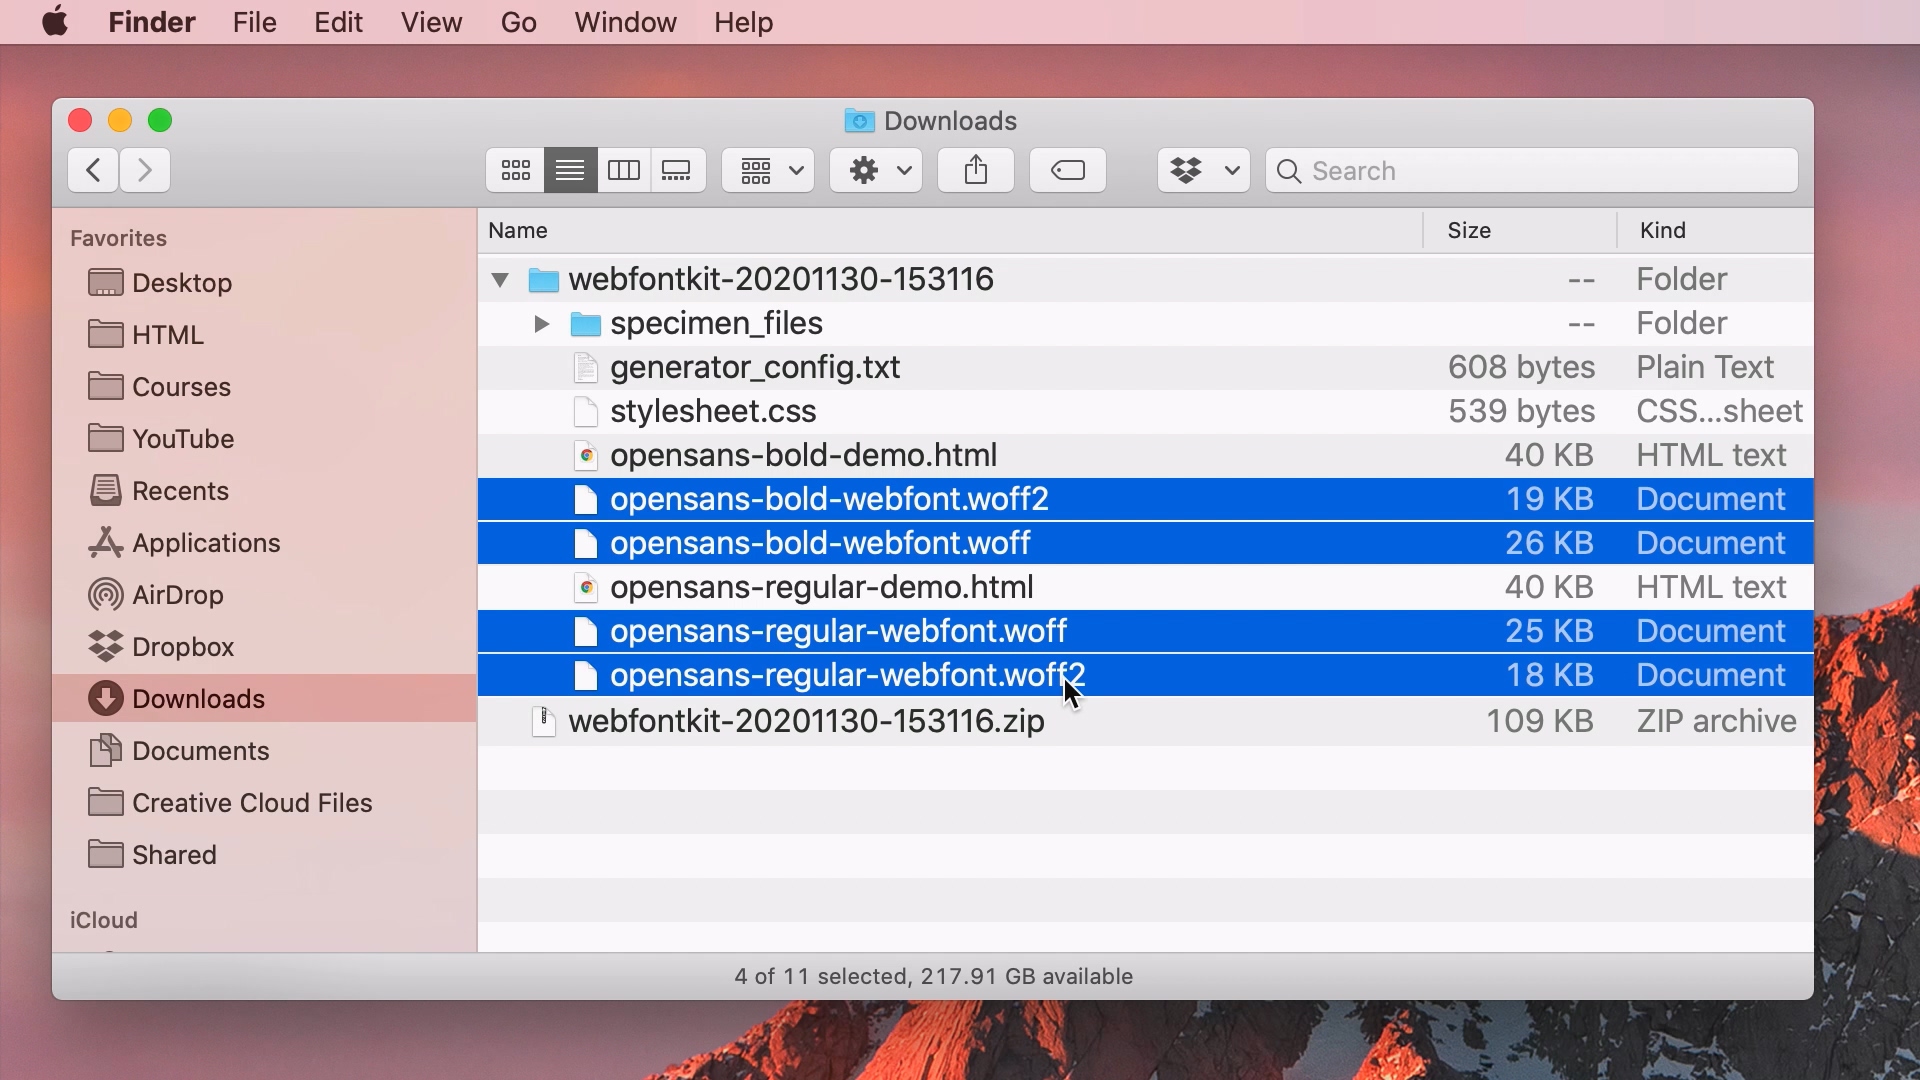 Finder File Edit View Go Window Help
Downloads
Search
Favorites
Desktop
HTML
Courses
YouTube
Recents
Applications
AirDrop
Dropbox
Downloads
Documents
Creative Cloud Files
Shared
iCloud
Name Size Kind
webfontkit-20201130-153116 -- Folder
specimen_files -- Folder
generator_config.txt 608 bytes Plain Text
stylesheet.css 539 bytes CSS...sheet
opensans-bold-demo.html 40 KB HTML text
opensans-bold-webfont.woff2 19 KB Document
opensans-bold-webfont.woff 26 KB Document
opensans-regular-demo.html 40 KB HTML text
opensans-regular-webfont.woff 25 KB Document
opensans-regular-webfont.woff2 18 KB Document
webfontkit-20201130-153116.zip 109 KB ZIP archive
4 of 11 selected, 217.91 GB available